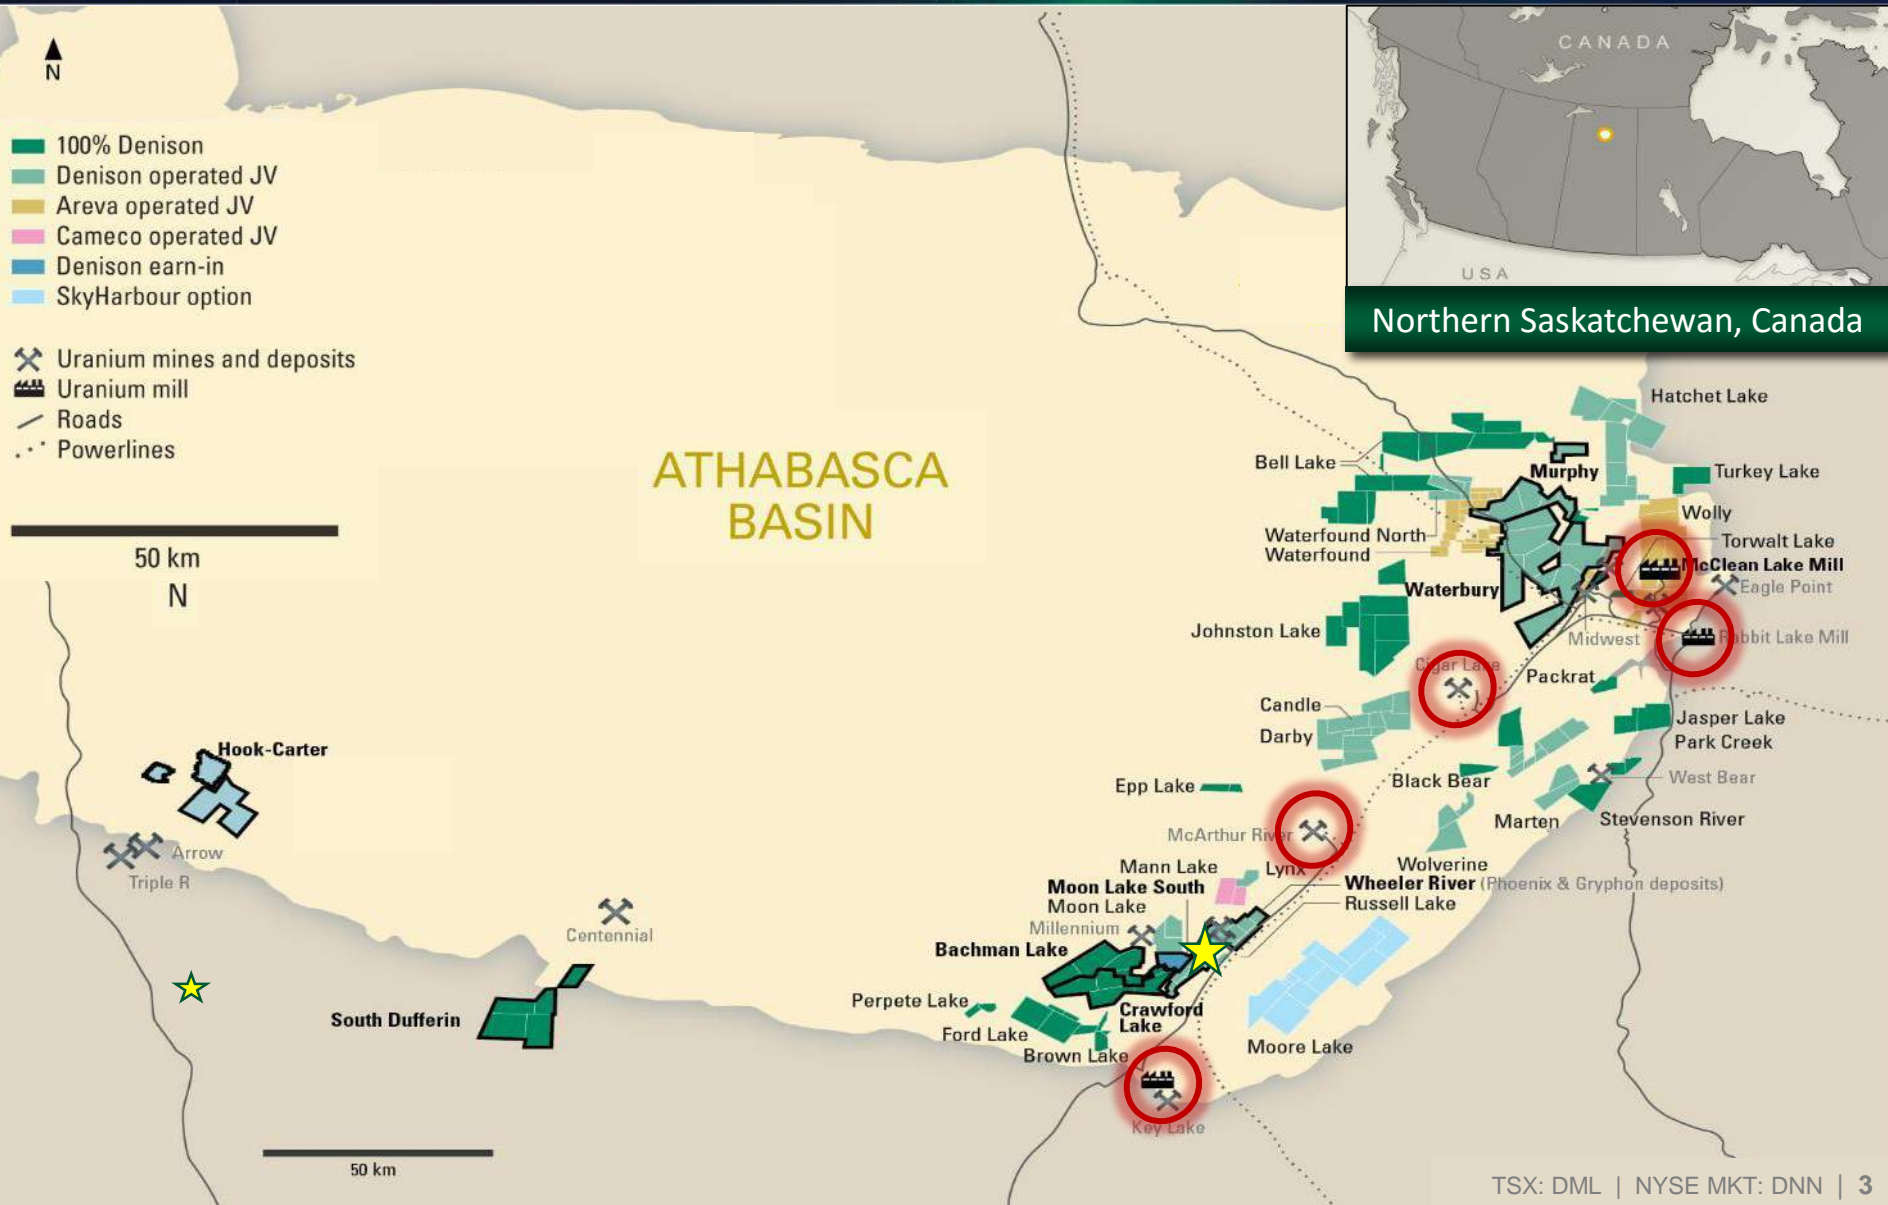 N
100% Denison
Denison operated JV
Areva operated JV
Cameco operated JV
Denison earn-in
SkyHarbour option
Uranium mines and deposits
Uranium mill
Roads
Powerlines
50 km
N
ATHABASCA
BASIN
CANADA
USA
Northern Saskatchewan, Canada
Hatchet Lake
Bell Lake
Murphy
Turkey Lake
Wolly
Waterfound North
Waterfound
Torwalt Lake
McClean Lake Mill
Eagle Point
Waterbury
Johnston Lake
Midwest
Rabbit Lake Mill
Cigar Lake
Packrat
Candle
Darby
Jasper Lake
Park Creek
Hook-Carter
Epp Lake
Black Bear
West Bear
Marten
Stevenson River
McArthur River
Arrow
Triple R
Mann Lake
Lynx
Wolverine
Moon Lake South
Wheeler River (Phoenix & Gryphon deposits)
Moon Lake
Russell Lake
Millennium
Centennial
Bachman Lake
Perpete Lake
Crawford
Lake
South Dufferin
Ford Lake
Brown Lake
Moore Lake
Key Lake
50 km
TSX: DML | NYSE MKT: DNN | 3